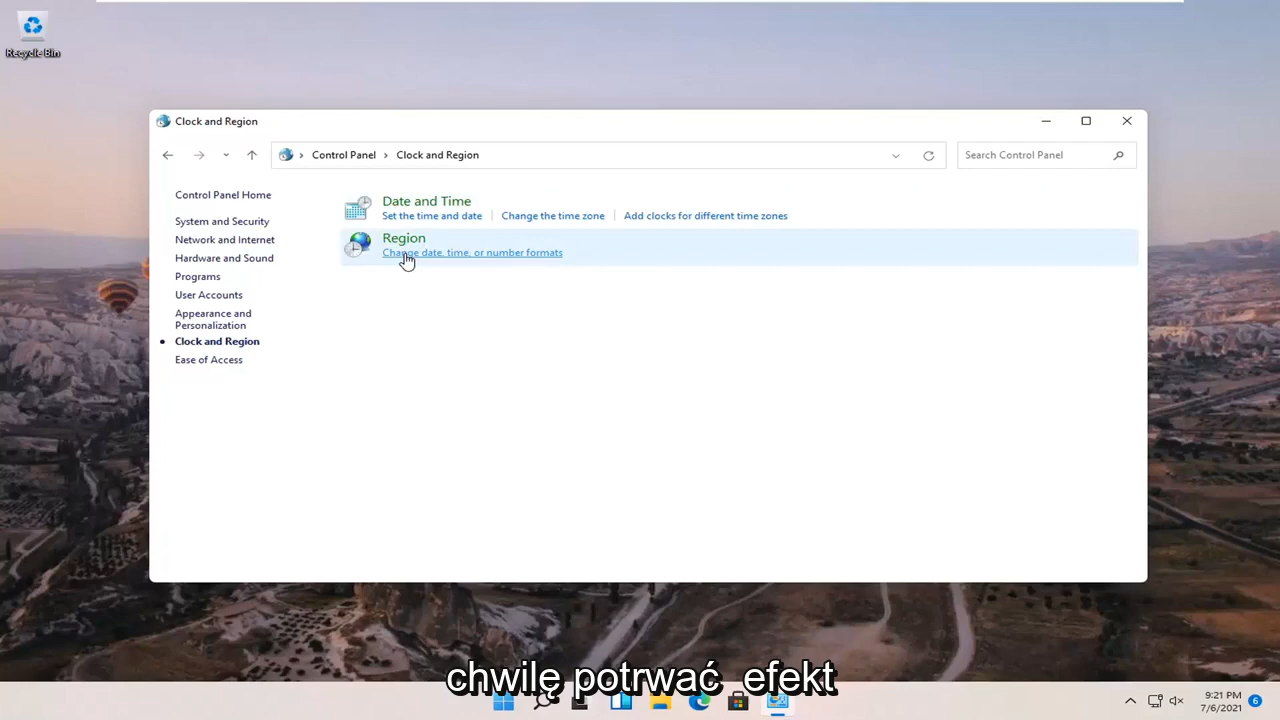 Recycle Bin
Clock and Region
Control Panel
Clock and Region
Search Control Panel
Control Panel Home
System and Security
Network and Internet
Hardware and Sound
Programs
User Accounts
Appearance and
Personalization
Clock and Region
Ease of Access
Date and Time
Set the time and date
Change the time zone
Add clocks for different time zones
Region
Change date, time, or number formats
chwilę potrwać efekt
9:21 PM
7/6/2021
6